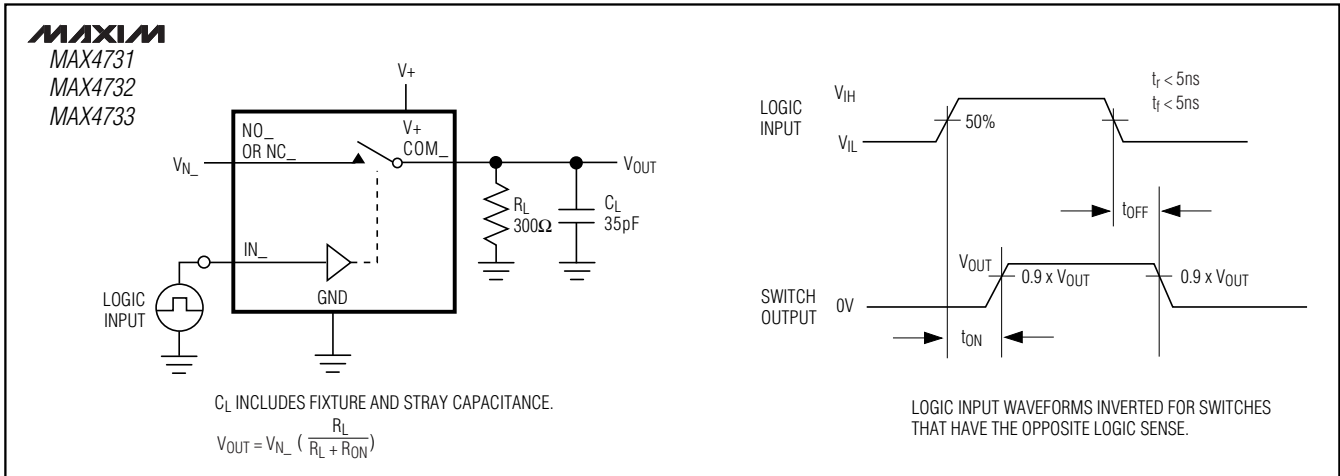 MAXIM
MAX4731
MAX4732
MAX4733
V+
NO_
OR NC_
V+
COM_
VN_
VOUT
RL
300Ω
CL
35pF
IN_
LOGIC
INPUT
GND
CL INCLUDES FIXTURE AND STRAY CAPACITANCE.
VOUT = VN_ ( RL
RL + RON )
LOGIC
INPUT
VIH
VIL
50%
tr < 5ns
tf < 5ns
tOFF
VOUT
0.9 x VOUT
0.9 x VOUT
SWITCH
OUTPUT
0V
tON
LOGIC INPUT WAVEFORMS INVERTED FOR SWITCHES
THAT HAVE THE OPPOSITE LOGIC SENSE.